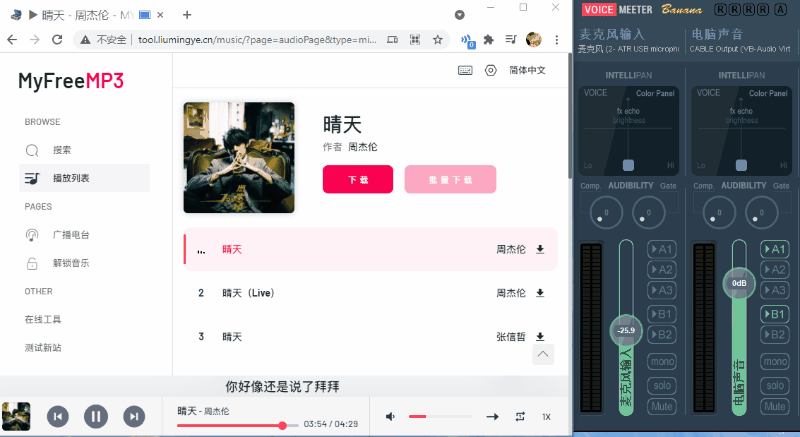 ▶ 晴天 - 周杰伦 - MY
不安全 | tool.liumingye.cn/music/?page=audioPage&type=mi...
MyFreeMP3
简体中文
BROWSE
搜索
播放列表
PAGES
广播电台
解锁音乐
OTHER
在线工具
测试新站
晴天
作者 周杰伦
下载 批量下载
... 晴天 周杰伦
2 晴天（Live） 周杰伦
3 晴天 张信哲
你好像还是说了拜拜
晴天 - 周杰伦
03:54 / 04:29
1X
VOICE MEETER Banana
R R R R A
麦克风输入 电脑声音
麦克风 (2- ATR USB microph CABLE Output (VB-Audio Virt
INTELLIPAN INTELLIPAN
VOICE Color Panel VOICE Color Panel
fx echo fx echo
brightness brightness
Lo Hi Lo Hi
Comp. AUDIBILITY Gate Comp. AUDIBILITY Gate
0 0 0 0
A1 A1
A2 A2
A3 A3
0dB
B1 B1
-25.9
B2 B2
mono mono
solo solo
Mute Mute
麦克风输入 电脑声音